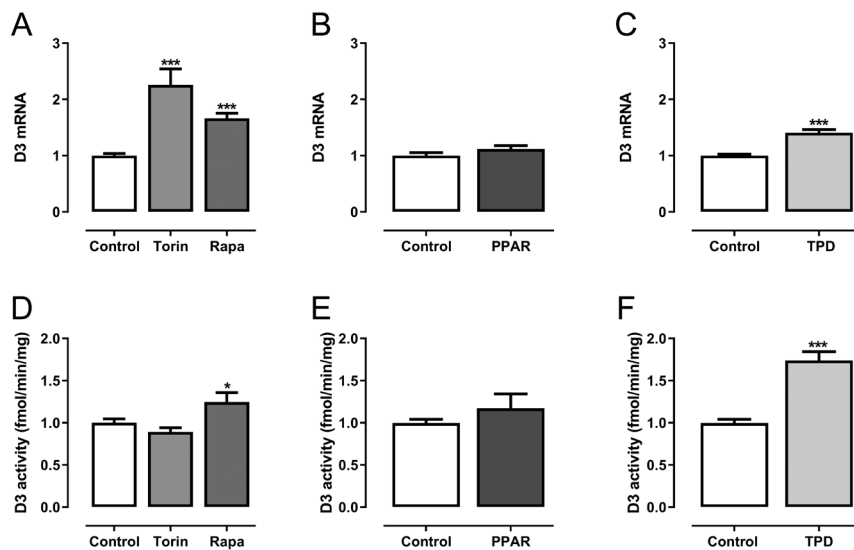 A
B
C
D3 mRNA
3
2
1
0
***
***
Control Torin Rapa
D3 mRNA
3
2
1
0
Control PPAR
D3 mRNA
3
2
1
0
***
Control TPD
D
E
F
D3 activity (fmol/min/mg)
2.0
1.5
1.0
0.5
0.0
*
Control Torin Rapa
D3 activity (fmol/min/mg)
2.0
1.5
1.0
0.5
0.0
Control PPAR
D3 activity (fmol/min/mg)
2.0
1.5
1.0
0.5
0.0
***
Control TPD